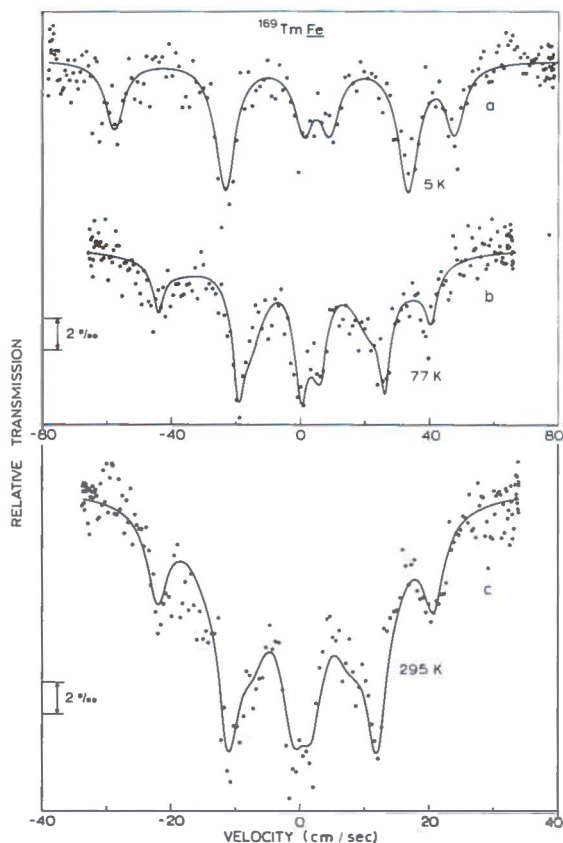 ¹⁶⁹Tm Fe
a
5 K
b
2 ‰
77 K
-80 -40 0 40 80
RELATIVE TRANSMISSION
c
295 K
2 ‰
-40 -20 0 20 40
VELOCITY (cm / sec)